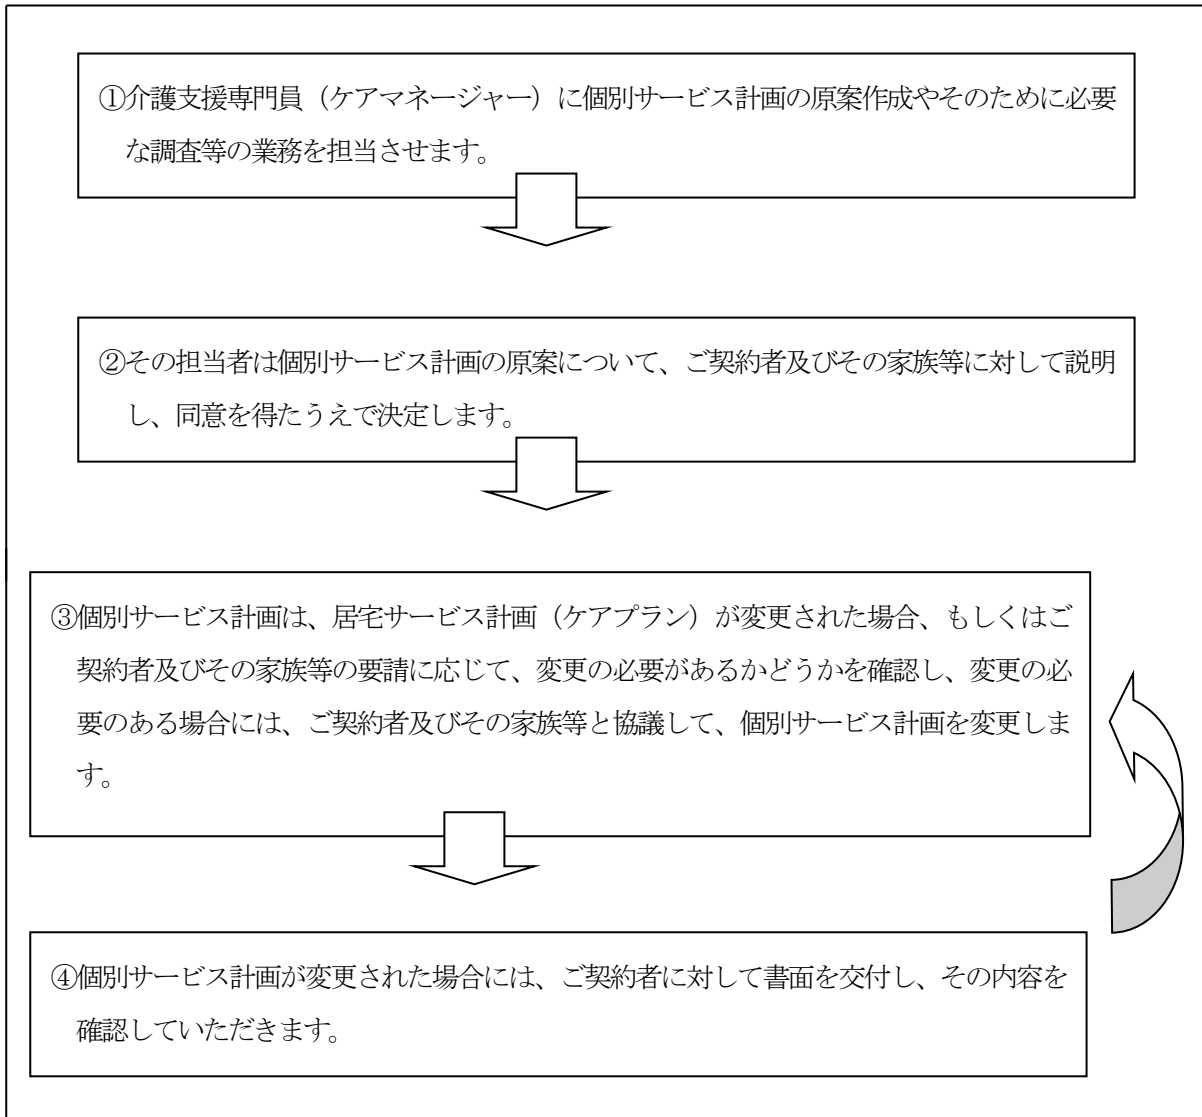 ①介護支援専門員（ケアマネージャー）に個別サービス計画の原案作成やそのために必要
な調査等の業務を担当させます。
②その担当者は個別サービス計画の原案について、ご契約者及びその家族等に対して説明
し、同意を得たうえで決定します。
③個別サービス計画は、居宅サービス計画（ケアプラン）が変更された場合、もしくはご
契約者及びその家族等の要請に応じて、変更の必要があるかどうかを確認し、変更の必
要のある場合には、ご契約者及びその家族等と協議して、個別サービス計画を変更しま
す。
④個別サービス計画が変更された場合には、ご契約者に対して書面を交付し、その内容を
確認していただきます。